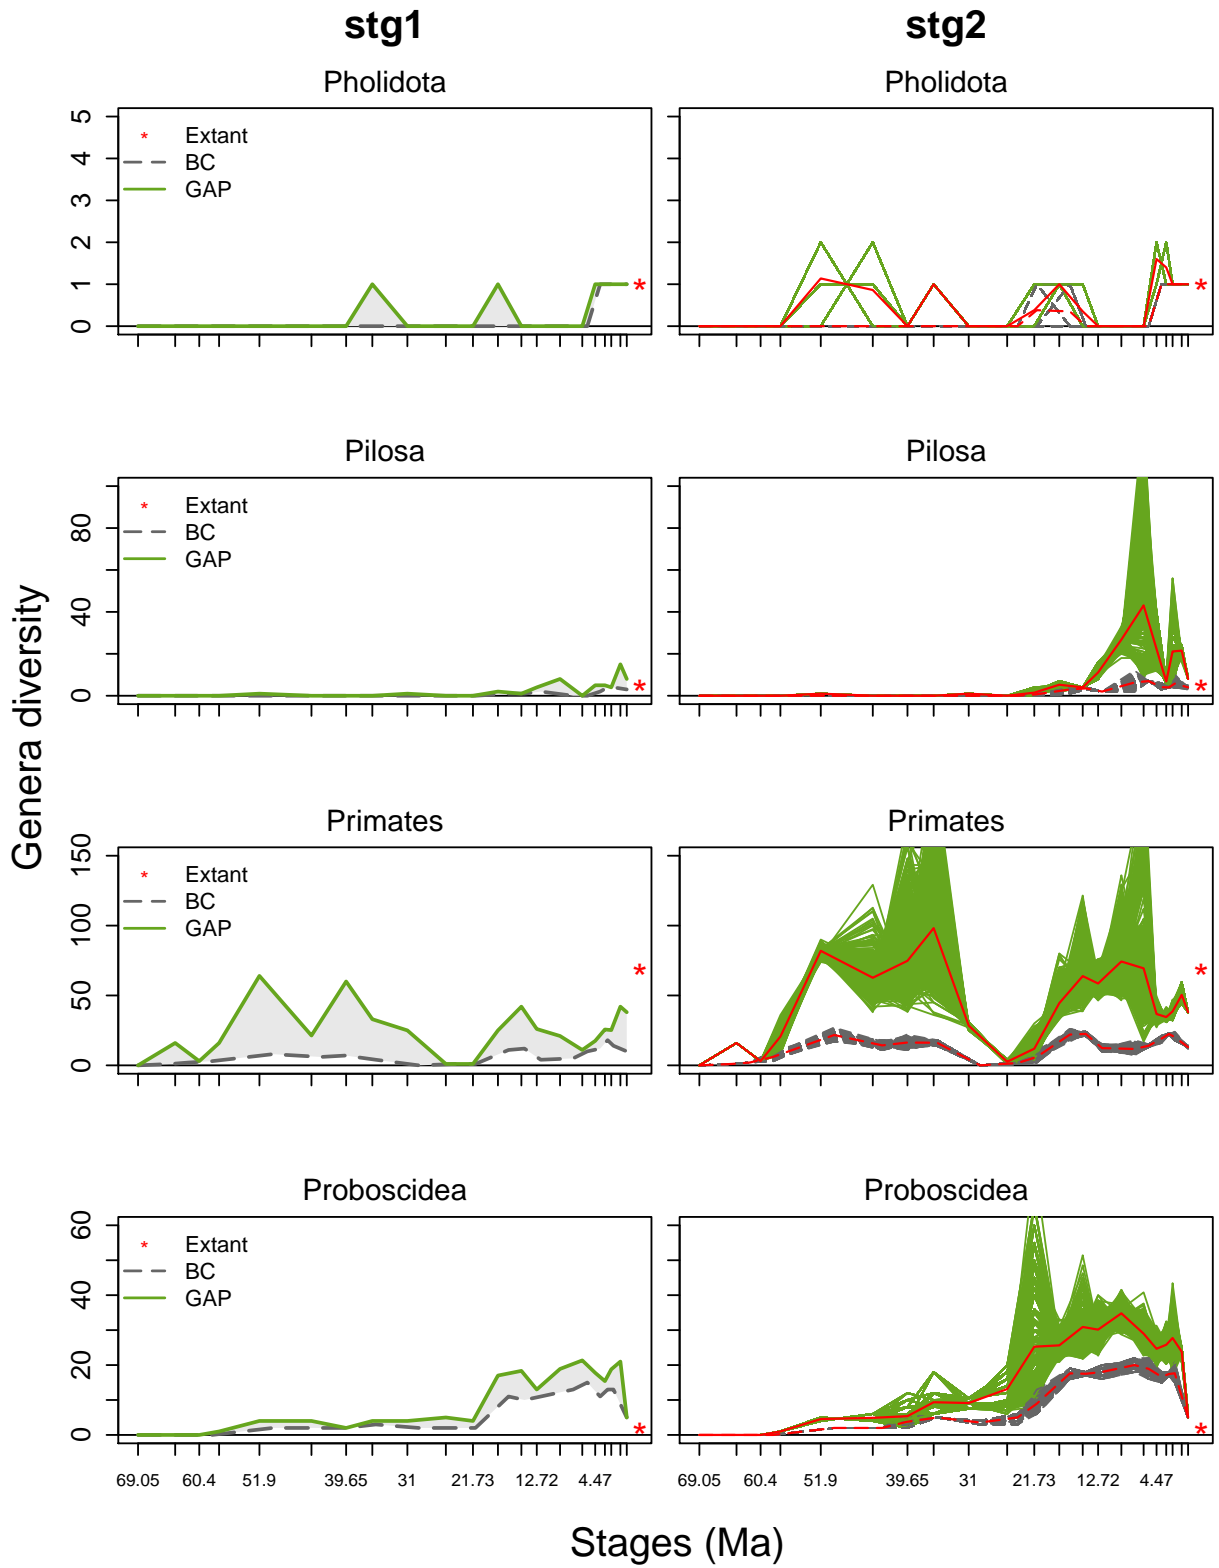 stg1 stg2
Pholidota Pholidota
5
4
3
2
1
0
* Extant
BC
GAP
*
*
Pilosa Pilosa
80
40
0
* Extant
BC
GAP
*
*
Genera diversity
Primates Primates
150
100
50
0
* Extant
BC
GAP
*
*
Proboscidea Proboscidea
60
40
20
0
* Extant
BC
GAP
*
*
69.05 60.4 51.9 39.65 31 21.73 12.72 4.47 69.05 60.4 51.9 39.65 31 21.73 12.72 4.47
Stages (Ma)